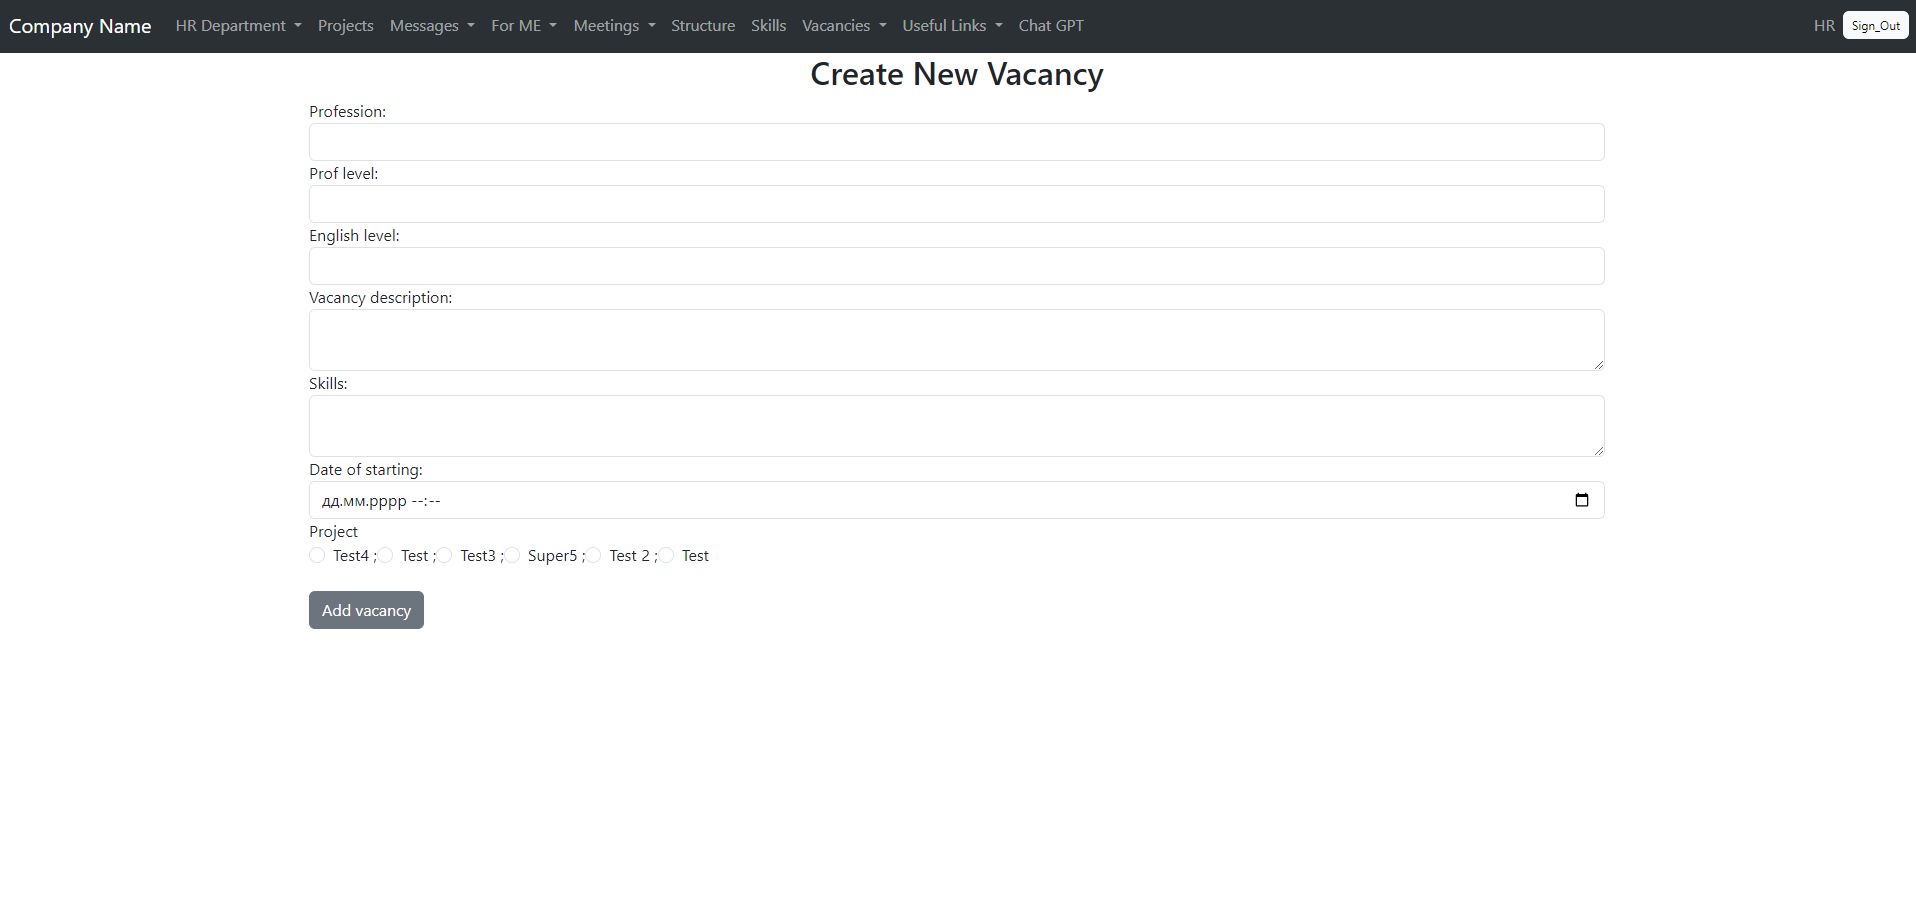 Company Name HR Department Projects Messages For ME Meetings Structure Skills Vacancies Useful Links Chat GPT HR Sign_Out
Create New Vacancy
Profession:
Prof level:
English level:
Vacancy description:
Skills:
Date of starting:
дд.мм.рррр --:--
Project
Test4 ; Test ; Test3 ; Super5 ; Test 2 ; Test
Add vacancy